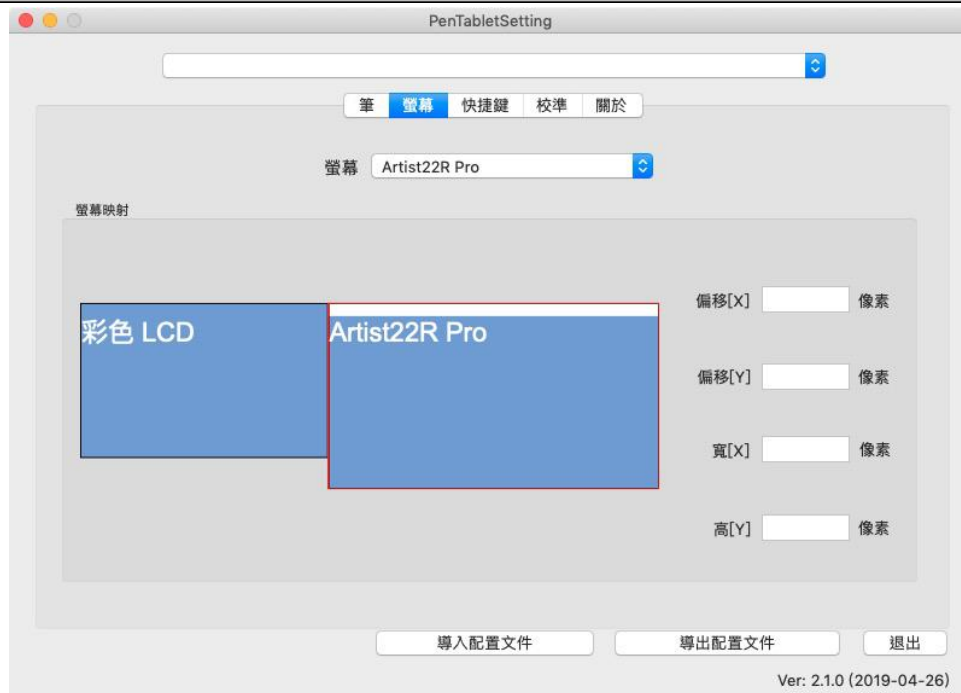 PenTabletSetting
筆 螢幕 快捷鍵 校準 關於
螢幕 Artist22R Pro
螢幕映射
彩色 LCD
Artist22R Pro
偏移[X] 像素
偏移[Y] 像素
寬[X] 像素
高[Y] 像素
導入配置文件 導出配置文件 退出
Ver: 2.1.0 (2019-04-26)